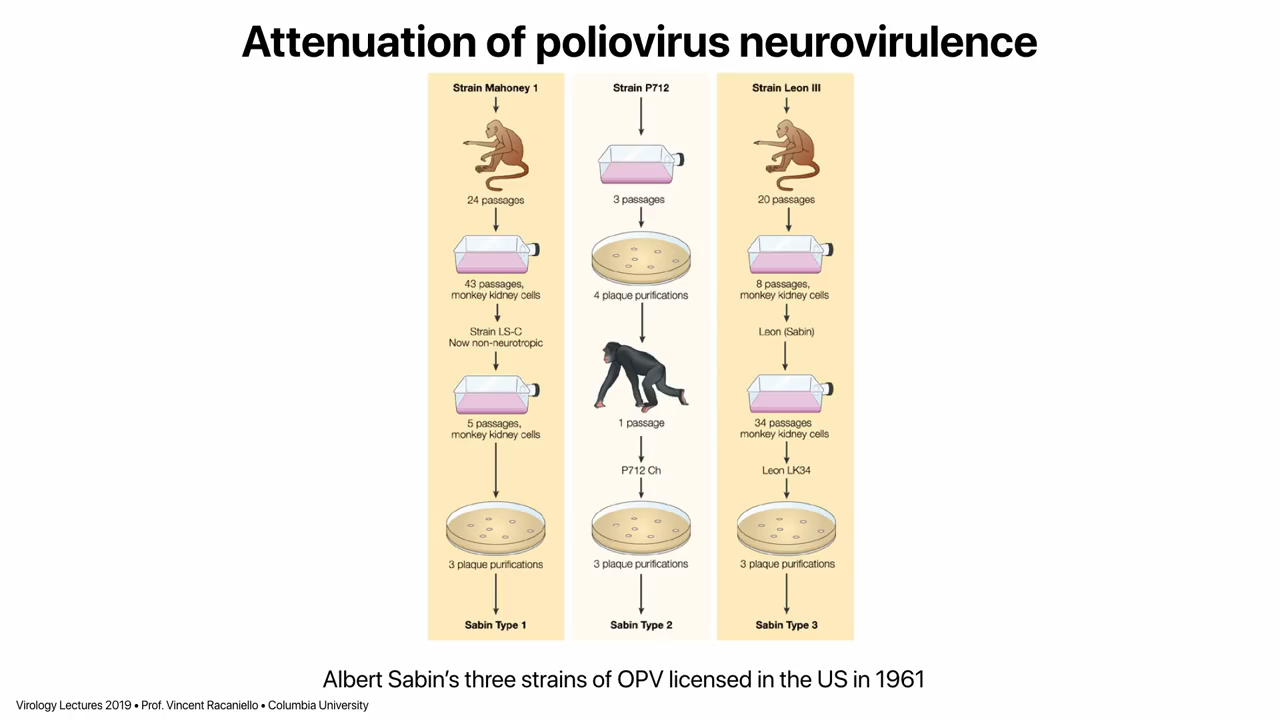 Attenuation of poliovirus neurovirulence
Strain Mahoney 1
24 passages
43 passages,
monkey kidney cells
Strain LS-C
Now non-neurotropic
5 passages,
monkey kidney cells
3 plaque purifications
Sabin Type 1
Strain P712
3 passages
4 plaque purifications
1 passage
P712 Ch
3 plaque purifications
Sabin Type 2
Strain Leon III
20 passages
8 passages,
monkey kidney cells
Leon (Sabin)
34 passages
monkey kidney cells
Leon LK34
3 plaque purifications
Sabin Type 3
Albert Sabin's three strains of OPV licensed in the US in 1961
Virology Lectures 2019 • Prof. Vincent Racaniello • Columbia University